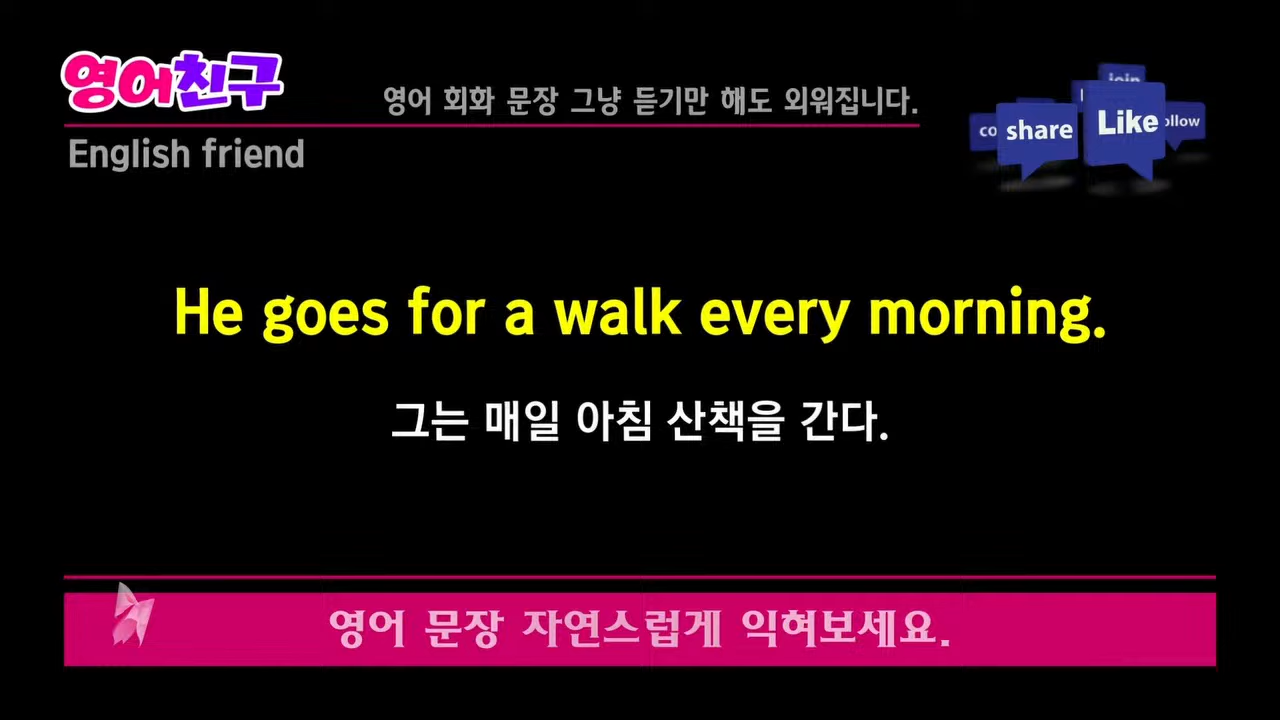 영어친구
영어 회화 문장 그냥 듣기만 해도 외워집니다.
English friend
join
share
Like
He goes for a walk every morning.
그는 매일 아침 산책을 간다.
영어 문장 자연스럽게 익혀보세요.